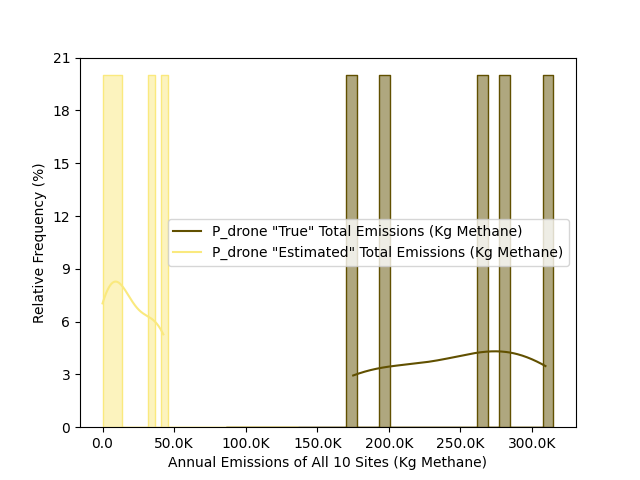 21
18
15
12
9
6
3
0
Relative Frequency (%)
P_drone "True" Total Emissions (Kg Methane)
P_drone "Estimated" Total Emissions (Kg Methane)
0.0 50.0K 100.0K 150.0K 200.0K 250.0K 300.0K
Annual Emissions of All 10 Sites (Kg Methane)